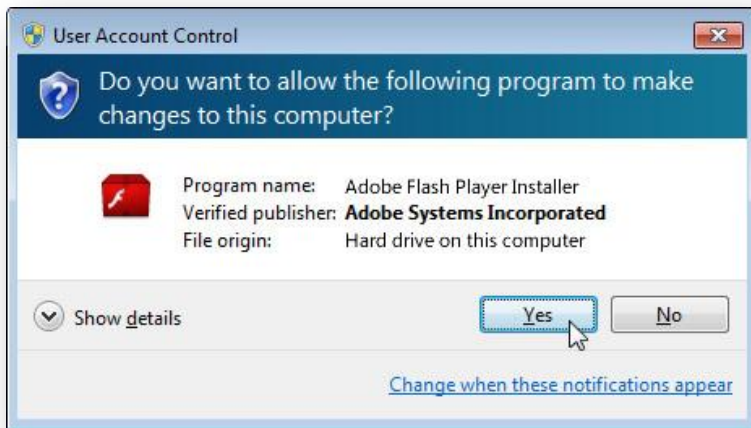 User Account Control
Do you want to allow the following program to make
changes to this computer?
Program name: Adobe Flash Player Installer
Verified publisher: Adobe Systems Incorporated
File origin: Hard drive on this computer
Show details
Yes
No
Change when these notifications appear